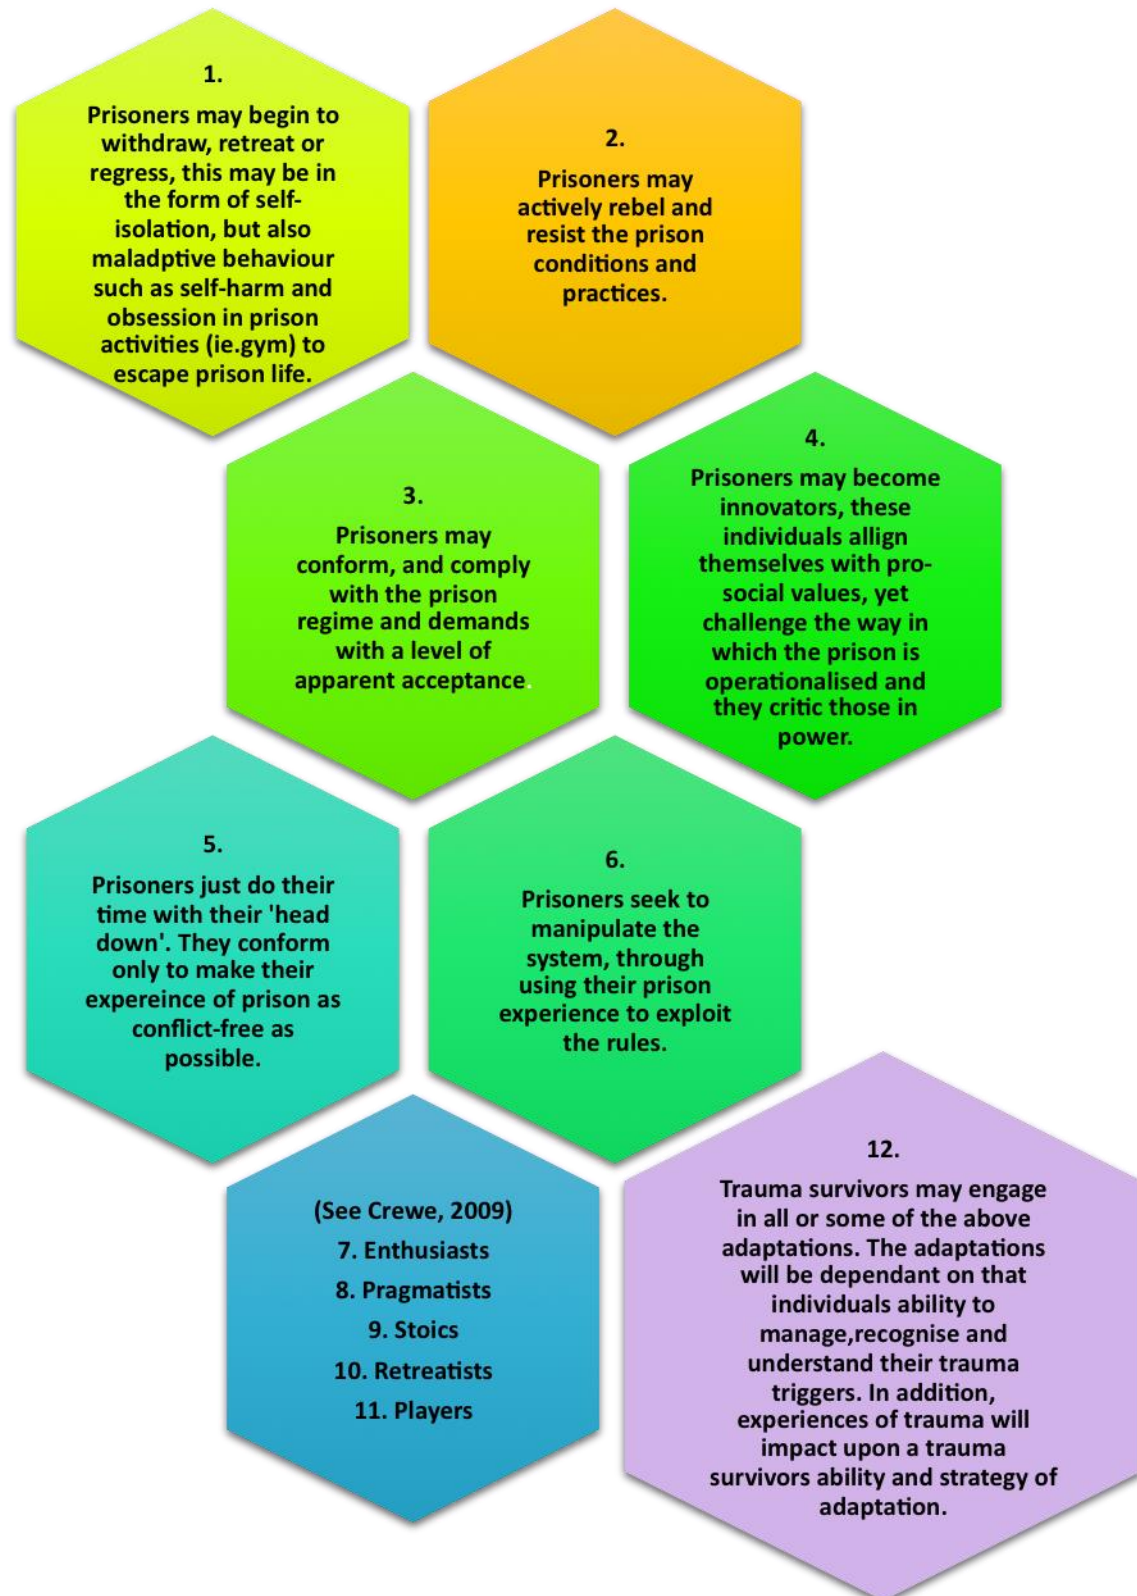 1.
Prisoners may begin to
withdraw, retreat or
regress, this may be in
the form of self-
isolation, but also
maladptive behaviour
such as self-harm and
obsession in prison
activities (ie.gym) to
escape prison life.
2.
Prisoners may
actively rebel and
resist the prison
conditions and
practices.
3.
Prisoners may
conform, and comply
with the prison
regime and demands
with a level of
apparent acceptance.
4.
Prisoners may become
innovators, these
individuals allign
themselves with pro-
social values, yet
challenge the way in
which the prison is
operationalised and
they critic those in
power.
5.
Prisoners just do their
time with their 'head
down'. They conform
only to make their
expereince of prison as
conflict-free as
possible.
6.
Prisoners seek to
manipulate the
system, through
using their prison
experience to exploit
the rules.
(See Crewe, 2009)
7. Enthusiasts
8. Pragmatists
9. Stoics
10. Retreatists
11. Players
12.
Trauma survivors may engage
in all or some of the above
adaptations. The adaptations
will be dependant on that
individuals ability to
manage,recognise and
understand their trauma
triggers. In addition,
experiences of trauma will
impact upon a trauma
survivors ability and strategy of
adaptation.